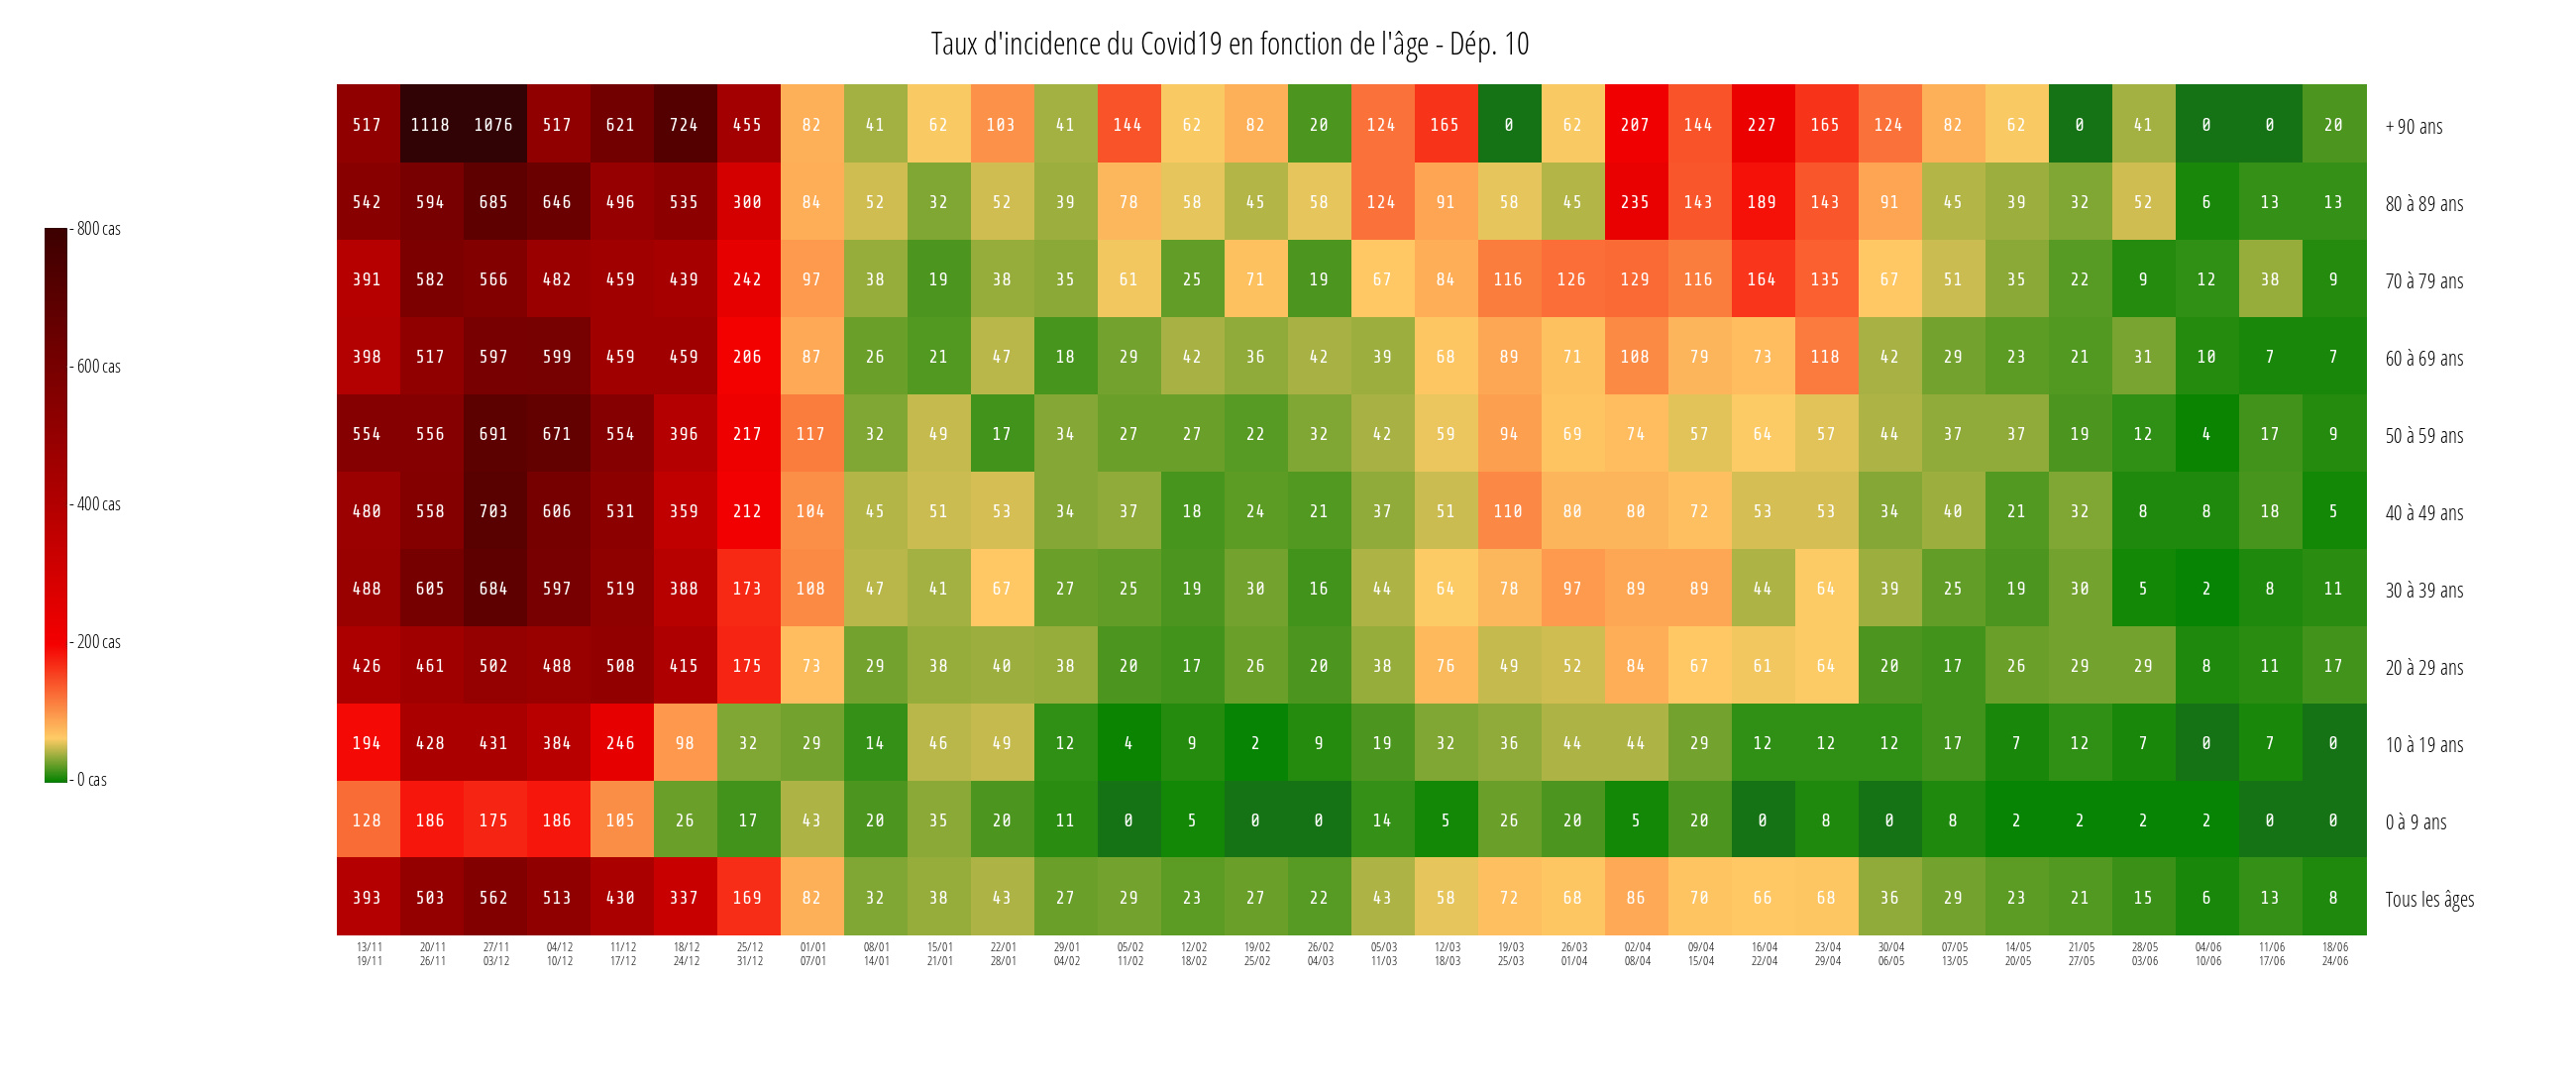 Taux d'incidence du Covid19 en fonction de l'âge - Dép. 10
- 800 cas
- 600 cas
- 400 cas
- 200 cas
- 0 cas
517 1118 1076 517 621 724 455 82 41 62 103 41 144 62 82 20 124 165 0 62 207 144 227 165 124 82 62 0 41 0 0 20 + 90 ans
542 594 685 646 496 535 300 84 52 32 52 39 78 58 45 58 124 91 58 45 235 143 189 143 91 45 39 32 52 6 13 13 80 à 89 ans
391 582 566 482 459 439 242 97 38 19 38 35 61 25 71 19 67 84 116 126 129 116 164 135 67 51 35 22 9 12 38 9 70 à 79 ans
398 517 597 599 459 459 206 87 26 21 47 18 29 42 36 42 39 68 89 71 108 79 73 118 42 29 23 21 31 10 7 7 60 à 69 ans
554 556 691 671 554 396 217 117 32 49 17 34 27 27 22 32 42 59 94 69 74 57 64 57 44 37 37 19 12 4 17 9 50 à 59 ans
480 558 703 606 531 359 212 104 45 51 53 34 37 18 24 21 37 51 110 80 80 72 53 53 34 40 21 32 8 8 18 5 40 à 49 ans
488 605 684 597 519 388 173 108 47 41 67 27 25 19 30 16 44 64 78 97 89 89 44 64 39 25 19 30 5 2 8 11 30 à 39 ans
426 461 502 488 508 415 175 73 29 38 40 38 20 17 26 20 38 76 49 52 84 67 61 64 20 17 26 29 29 8 11 17 20 à 29 ans
194 428 431 384 246 98 32 29 14 46 49 12 4 9 2 9 19 32 36 44 44 29 12 12 12 17 7 12 7 0 7 0 10 à 19 ans
128 186 175 186 105 26 17 43 20 35 20 11 0 5 0 0 14 5 26 20 5 20 0 8 0 8 2 2 2 2 0 0 0 à 9 ans
393 503 562 513 430 337 169 82 32 38 43 27 29 23 27 22 43 58 72 68 86 70 66 68 36 29 23 21 15 6 13 8 Tous les âges
13/11 20/11 27/11 04/12 11/12 18/12 25/12 01/01 08/01 15/01 22/01 29/01 05/02 12/02 19/02 26/02 05/03 12/03 19/03 26/03 02/04 09/04 16/04 23/04 30/04 07/05 14/05 21/05 28/05 04/06 11/06 18/06
19/11 26/11 03/12 10/12 17/12 24/12 31/12 07/01 14/01 21/01 28/01 04/02 11/02 18/02 25/02 04/03 11/03 18/03 25/03 01/04 08/04 15/04 22/04 29/04 06/05 13/05 20/05 27/05 03/06 10/06 17/06 24/06